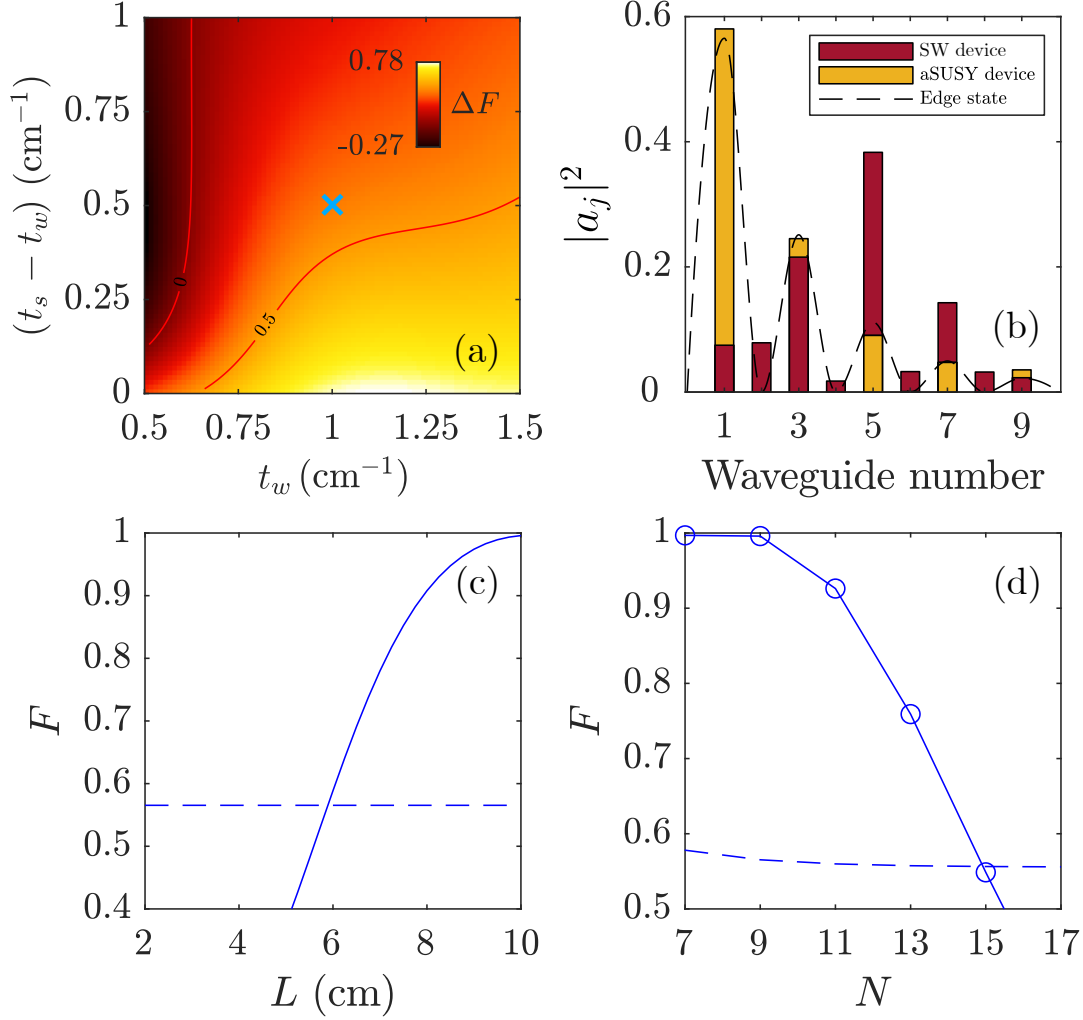 1
0.75
0.5
0.25
0
(t_s − t_w) (cm⁻¹)
0.78
-0.27
ΔF
0
0.5
(a)
0.5 0.75 1 1.25 1.5
t_w (cm⁻¹)
0.6
0.4
0.2
0
|a_j|²
SW device
aSUSY device
Edge state
(b)
1 3 5 7 9
Waveguide number
1
0.9
0.8
0.7
0.6
0.5
0.4
F
(c)
2 4 6 8 10
L (cm)
1
0.9
0.8
0.7
0.6
0.5
F
(d)
7 9 11 13 15 17
N